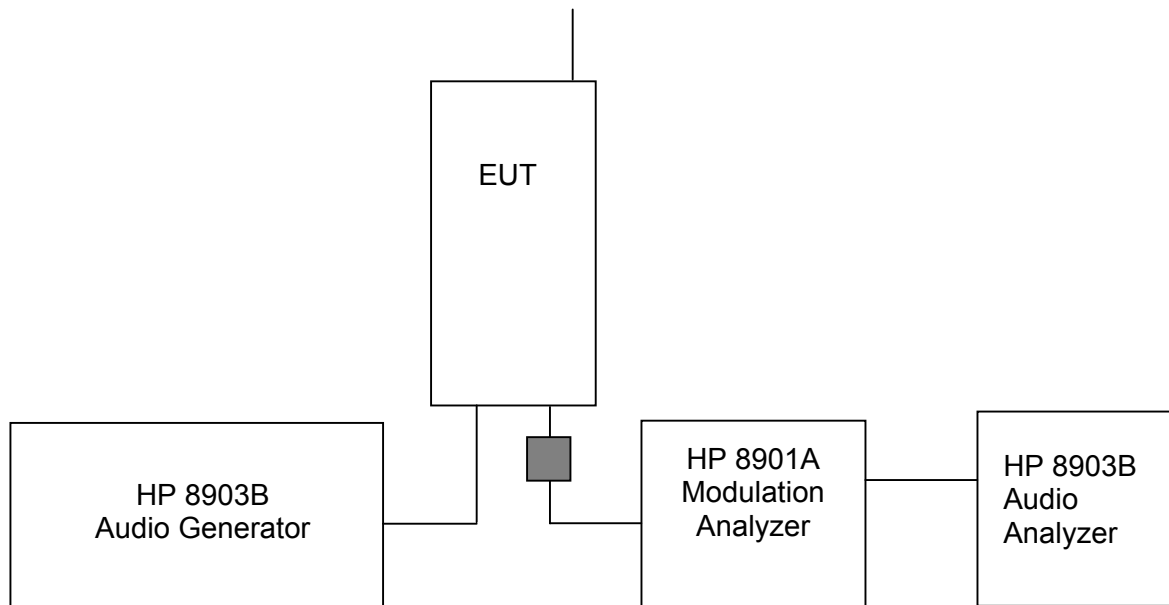 EUT
HP 8903B
Audio Generator
HP 8901A
Modulation
Analyzer
HP 8903B
Audio
Analyzer